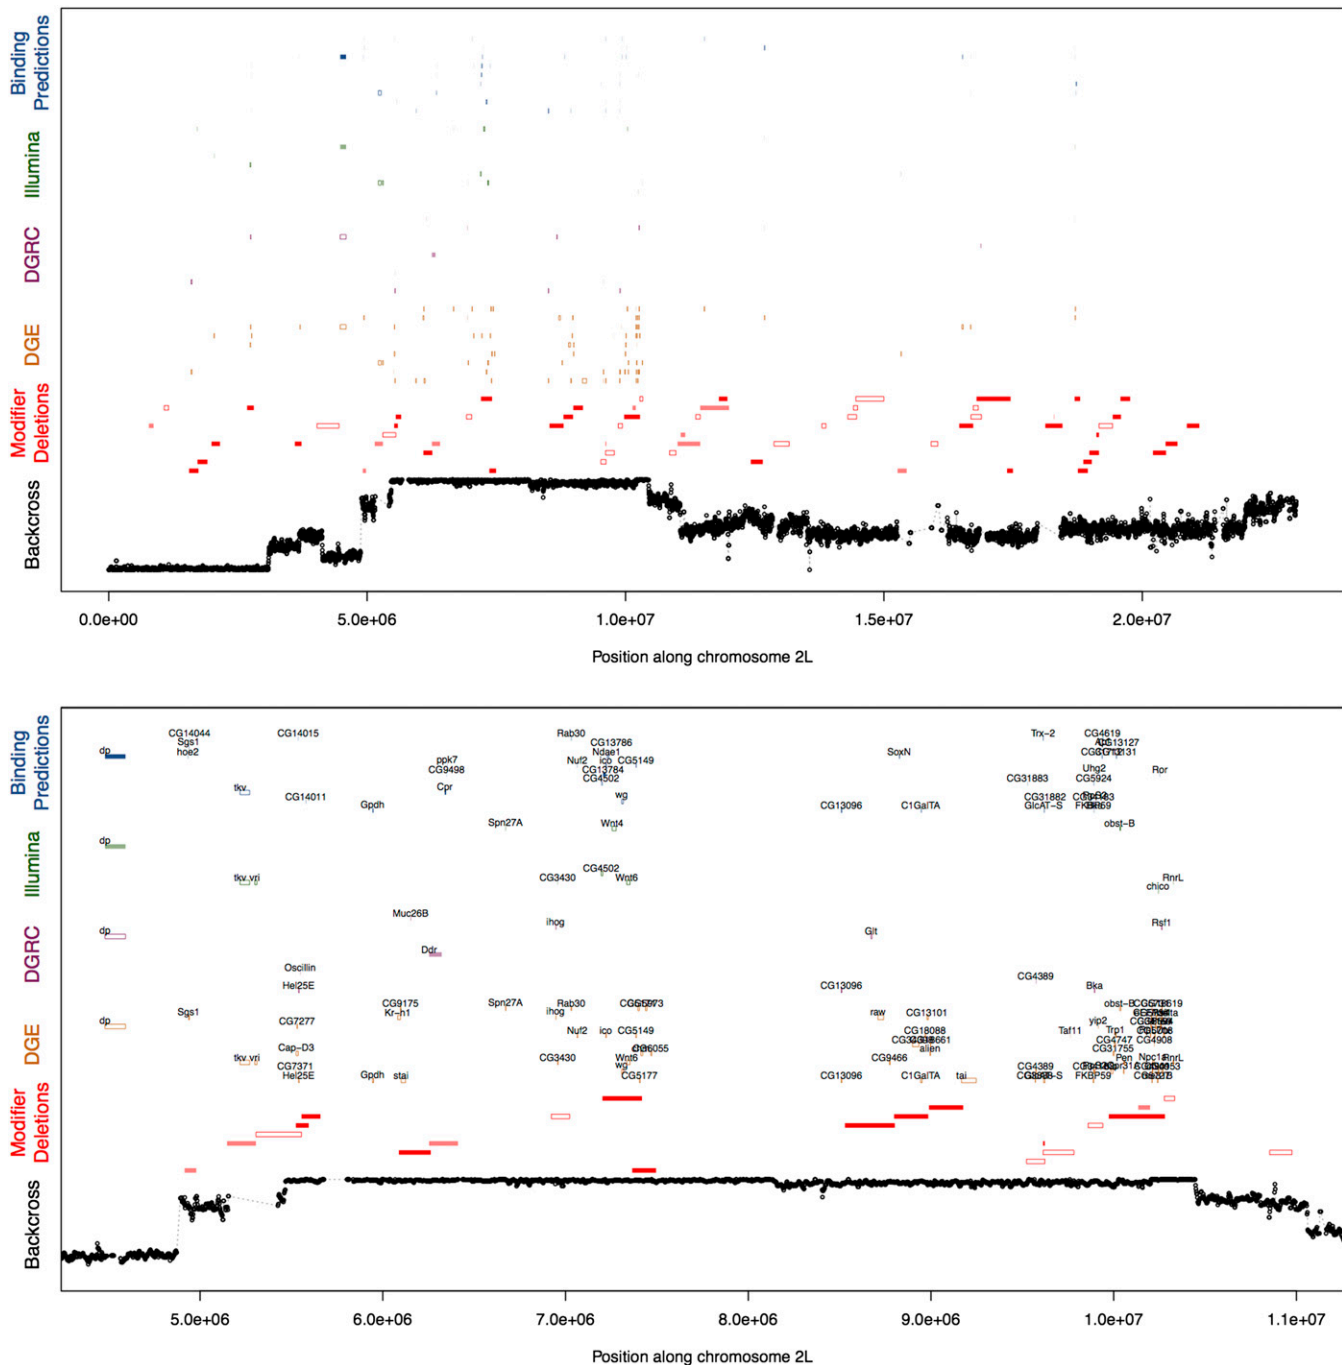 Binding
Predictions
Illumina
DGRC
DGE
Modifier
Deletions
Backcross
0.0e+00 5.0e+06 1.0e+07 1.5e+07 2.0e+07
Position along chromosome 2L
Binding
Predictions
Illumina
DGRC
DGE
Modifier
Deletions
Backcross
CG14044 CG14015 Rab30 Trx-2 CG4619
Sgs1 CG13786 CG13127
dp hoe2 Ndae1 SoxN
ppk7 Nuf2 ico CG5149
CG9498 CG13784 Uhg2 Ror
CG4502 CG31883 CG5924
tkv Cpr
CG14011 wg CG31882
Gpdh CG13096 C1GalTA GlcAT-S FKBP59
Spn27A Wnt4 obst-B
dp
CG4502
tkv vri CG3430 Wnt6 RnrL
chico
Muc26B
ihog Rsf1
dp Glt
Ddr
Oscillin CG4389
Hel25E CG13096 Bka
CG9175 Spn27A Rab30 obst-B
Sgs1 Kr-h1 ihog raw CG13101
dp CG7277 yip2
Nuf2 ico CG5149 CG18088 Taf11 Trp1
CG4747 CG4908
Cap-D3 alien CG31755
tkv vri CG3430 Wnt6 CG9466 Pen Npc1a RnrL
CG7371 wg CG4389
Hel25E Gpdh stai CG5177 CG13096 C1GalTA tai FKBP59
5.0e+06 6.0e+06 7.0e+06 8.0e+06 9.0e+06 1.0e+07 1.1e+07
Position along chromosome 2L